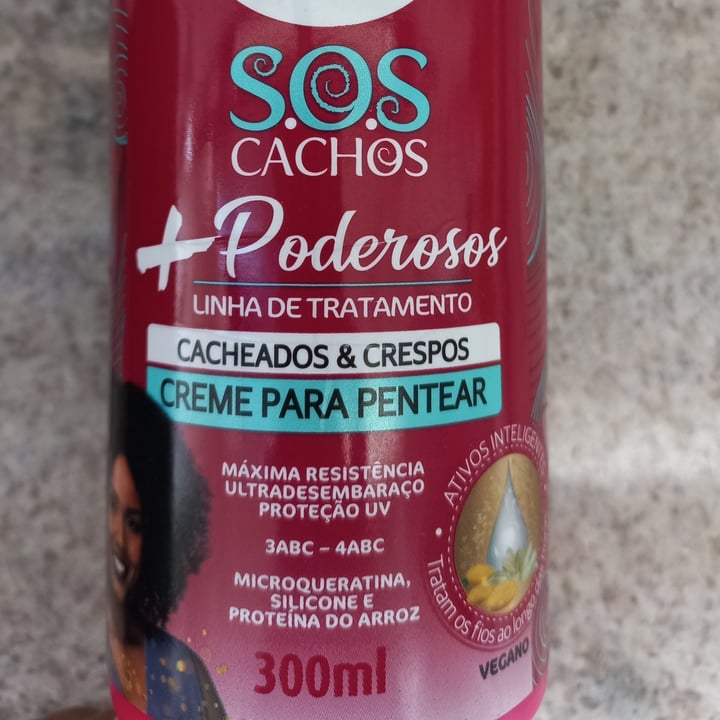 S.O.S
CACHOS
+Poderosos
LINHA DE TRATAMENTO
CACHEADOS & CRESPOS
CREME PARA PENTEAR
MÁXIMA RESISTÊNCIA
ULTRADESEMBARAÇO
PROTEÇÃO UV
3ABC – 4ABC
MICROQUERATINA,
SILICONE E
PROTEÍNA DO ARROZ
300ml
ATIVOS INTELIGENTES
Tratam os fios ao longo
VEGANO